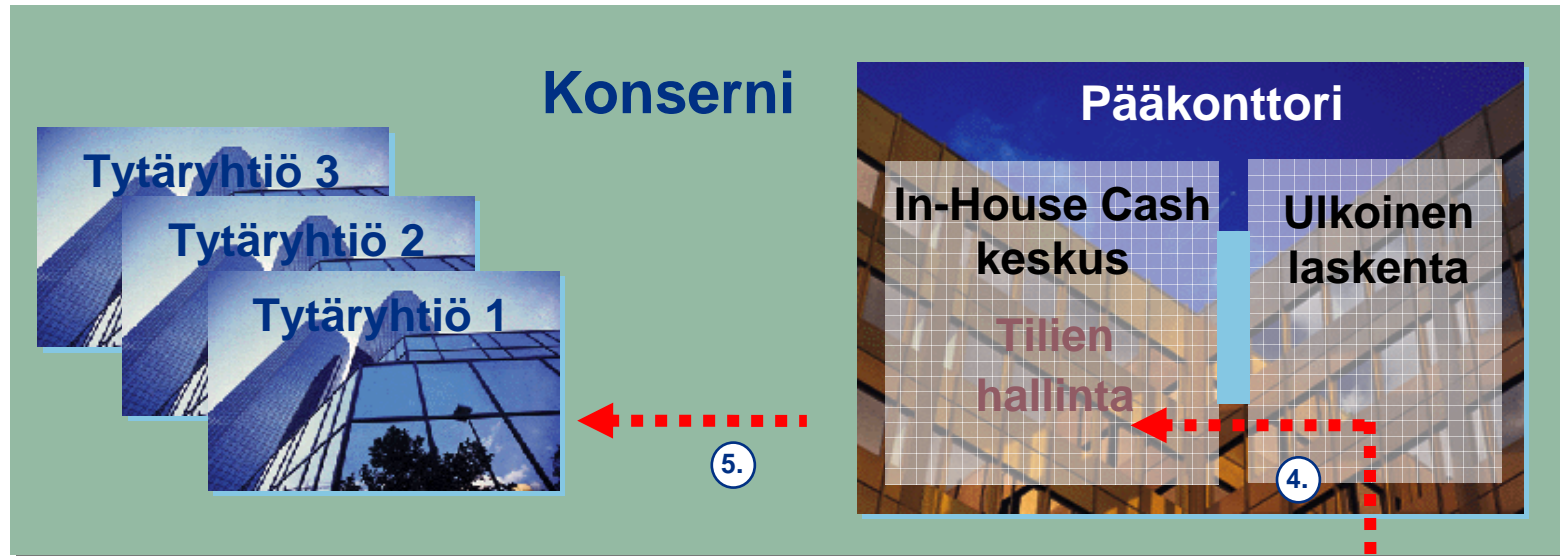 Konserni
Pääkonttori
Tytäryhtiö 3
Tytäryhtiö 2
Tytäryhtiö 1
In-House Cash
keskus
Tilien
hallinta
Ulkoinen
laskenta
5.
4.